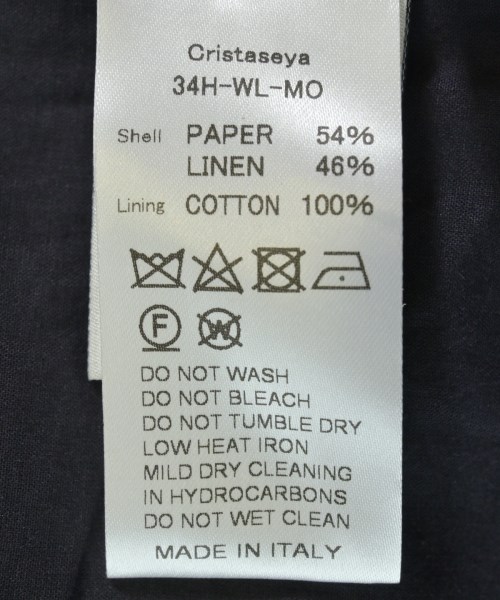 Cristaseya
34H-WL-MO
Shell PAPER 54%
LINEN 46%
Lining COTTON 100%
F W
DO NOT WASH
DO NOT BLEACH
DO NOT TUMBLE DRY
LOW HEAT IRON
MILD DRY CLEANING
IN HYDROCARBONS
DO NOT WET CLEAN
MADE IN ITALY